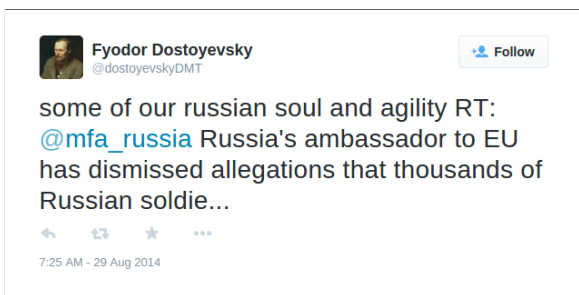 Fyodor Dostoyevsky
@dostoyevskyDMT
Follow
some of our russian soul and agility RT:
@mfa_russia Russia's ambassador to EU
has dismissed allegations that thousands of
Russian soldie...
7:25 AM - 29 Aug 2014